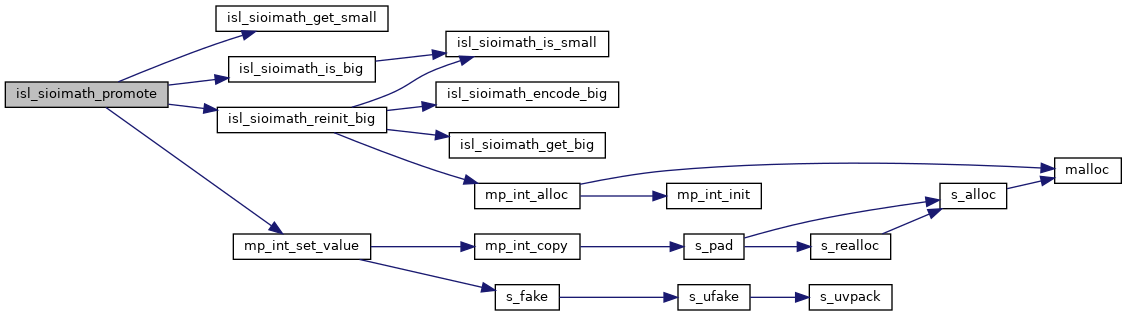 isl_sioimath_promote
isl_sioimath_get_small
isl_sioimath_is_big
isl_sioimath_is_small
isl_sioimath_reinit_big
isl_sioimath_encode_big
isl_sioimath_get_big
mp_int_alloc
malloc
mp_int_init
mp_int_set_value
mp_int_copy
s_pad
s_alloc
s_realloc
s_fake
s_ufake
s_uvpack